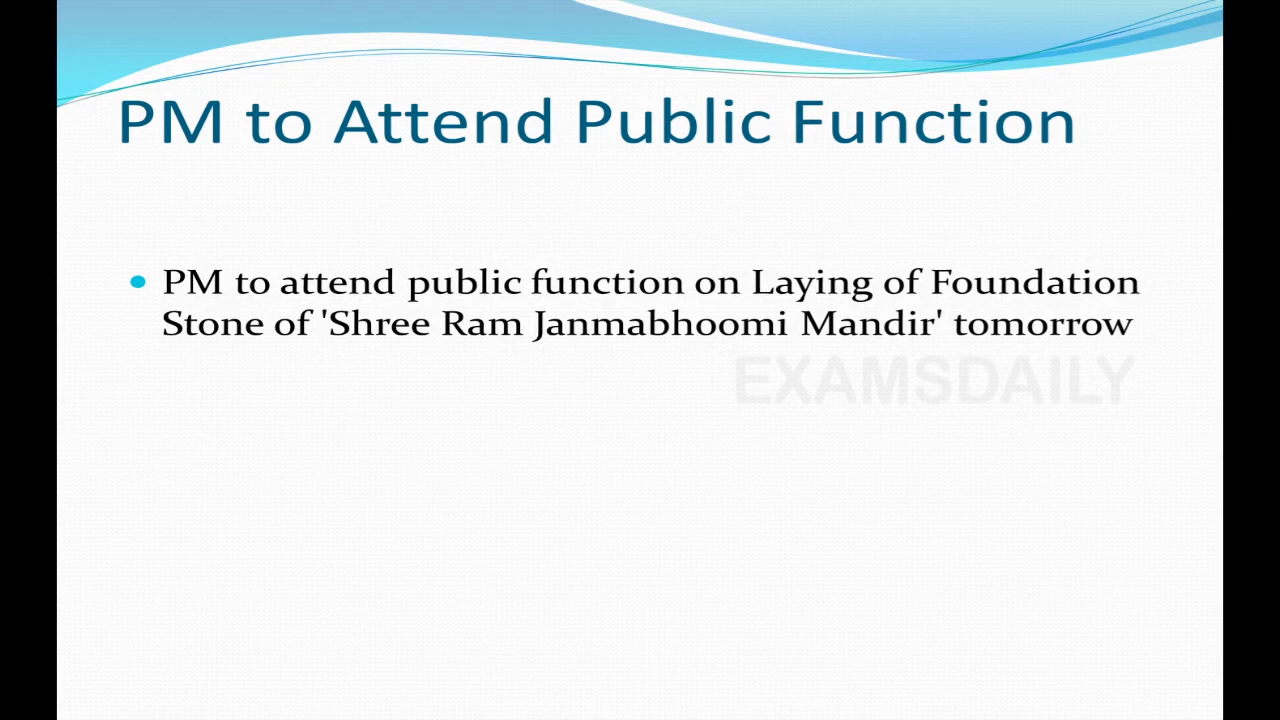 PM to Attend Public Function
PM to attend public function on Laying of Foundation
Stone of 'Shree Ram Janmabhoomi Mandir' tomorrow
EXAMSDAILY